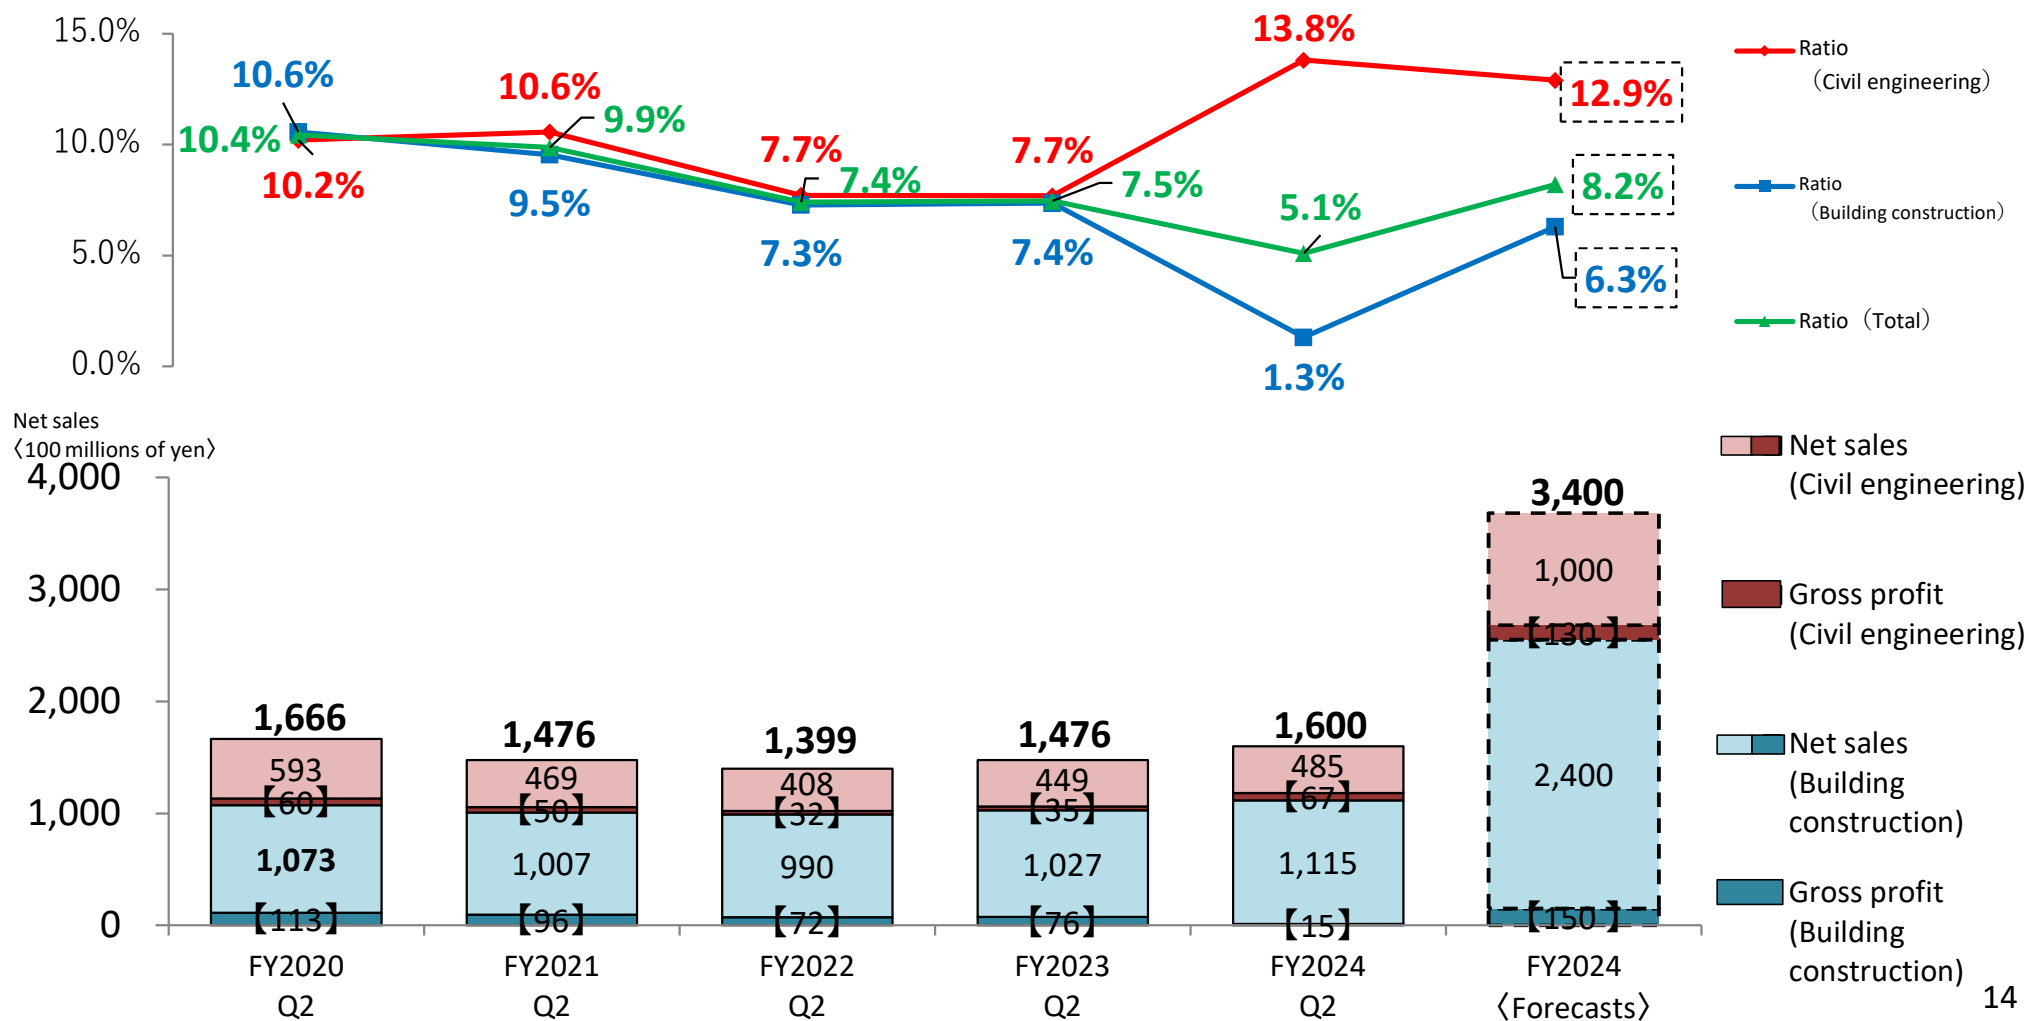 15.0%
10.0%
5.0%
0.0%
10.6%
10.4%
10.2%
10.6%
9.9%
9.5%
7.7%
7.4%
7.3%
7.7%
7.5%
7.4%
13.8%
5.1%
1.3%
12.9%
8.2%
6.3%
Ratio
（Civil engineering）
Ratio
（Building construction）
Ratio（Total）
Net sales
〈100 millions of yen〉
4,000
3,000
2,000
1,000
0
1,666
593
【60】
1,073
【113】
1,476
469
【50】
1,007
【96】
1,399
408
【32】
990
【72】
1,476
449
【35】
1,027
【76】
1,600
485
【67】
1,115
【15】
3,400
1,000
【130】
2,400
【150】
FY2020
Q2
FY2021
Q2
FY2022
Q2
FY2023
Q2
FY2024
Q2
FY2024
〈Forecasts〉
Net sales
(Civil engineering)
Gross profit
(Civil engineering)
Net sales
(Building
construction)
Gross profit
(Building
construction)
14